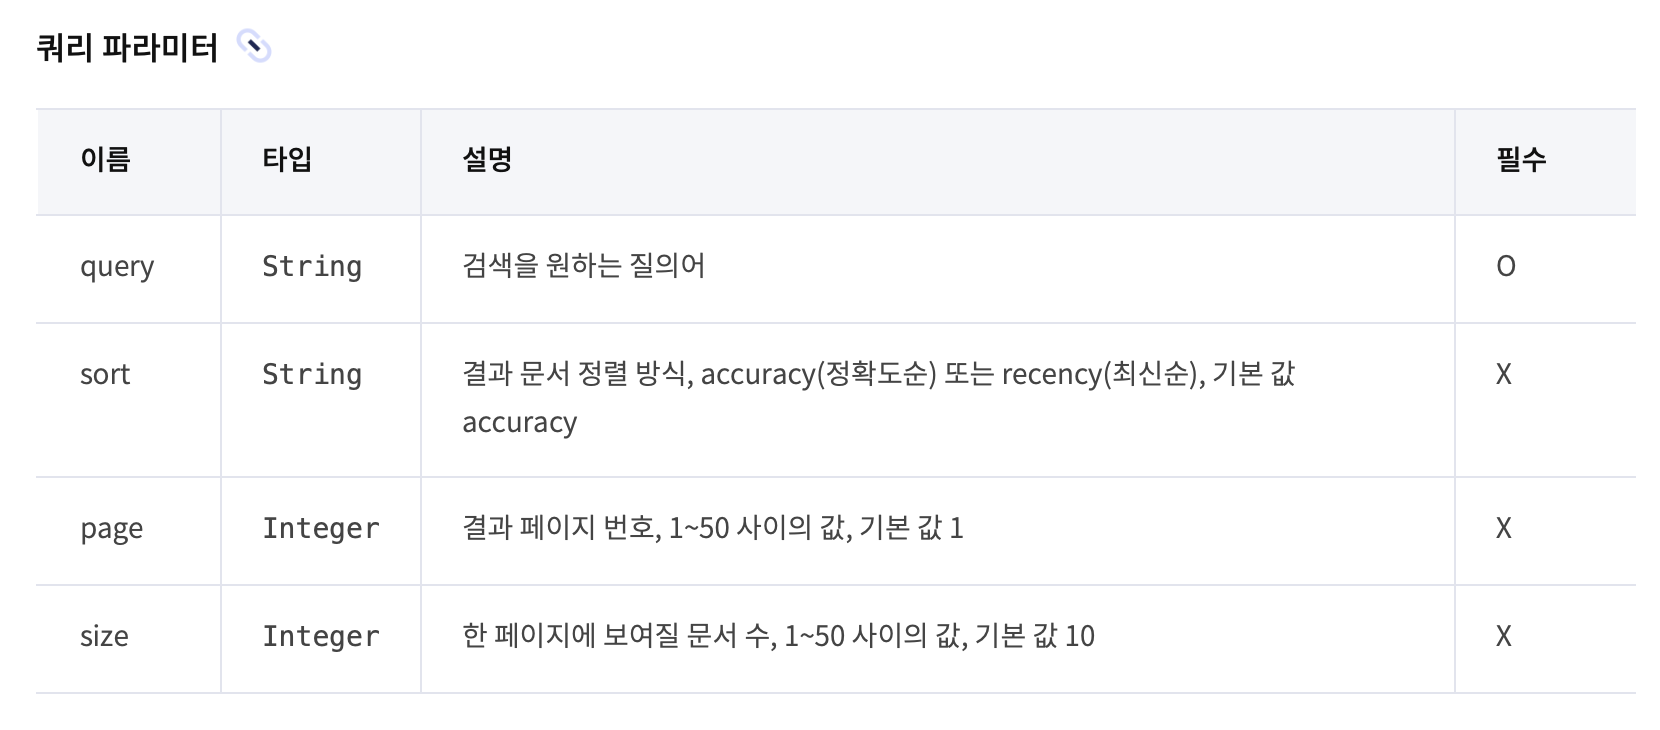 쿼리 파라미터
이름 타입 설명 필수
query String 검색을 원하는 질의어 O
sort String 결과 문서 정렬 방식, accuracy(정확도순) 또는 recency(최신순), 기본 값 X
accuracy
page Integer 결과 페이지 번호, 1~50 사이의 값, 기본 값 1 X
size Integer 한 페이지에 보여질 문서 수, 1~50 사이의 값, 기본 값 10 X